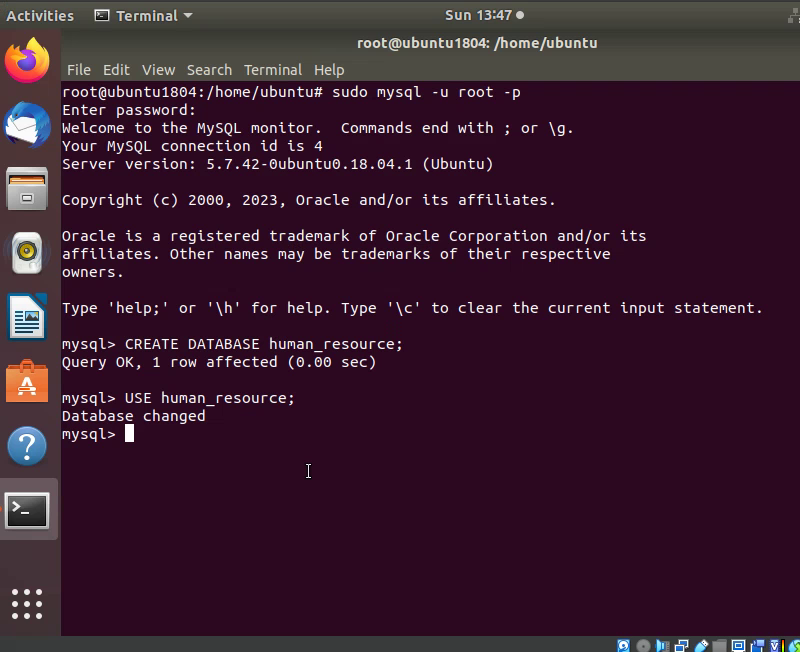 Activities Terminal Sun 13:47
root@ubuntu1804: /home/ubuntu
File Edit View Search Terminal Help
root@ubuntu1804:/home/ubuntu# sudo mysql -u root -p
Enter password:
Welcome to the MySQL monitor.  Commands end with ; or \g.
Your MySQL connection id is 4
Server version: 5.7.42-0ubuntu0.18.04.1 (Ubuntu)
Copyright (c) 2000, 2023, Oracle and/or its affiliates.
Oracle is a registered trademark of Oracle Corporation and/or its
affiliates. Other names may be trademarks of their respective
owners.
Type 'help;' or '\h' for help. Type '\c' to clear the current input statement.
mysql> CREATE DATABASE human_resource;
Query OK, 1 row affected (0.00 sec)
mysql> USE human_resource;
Database changed
mysql>